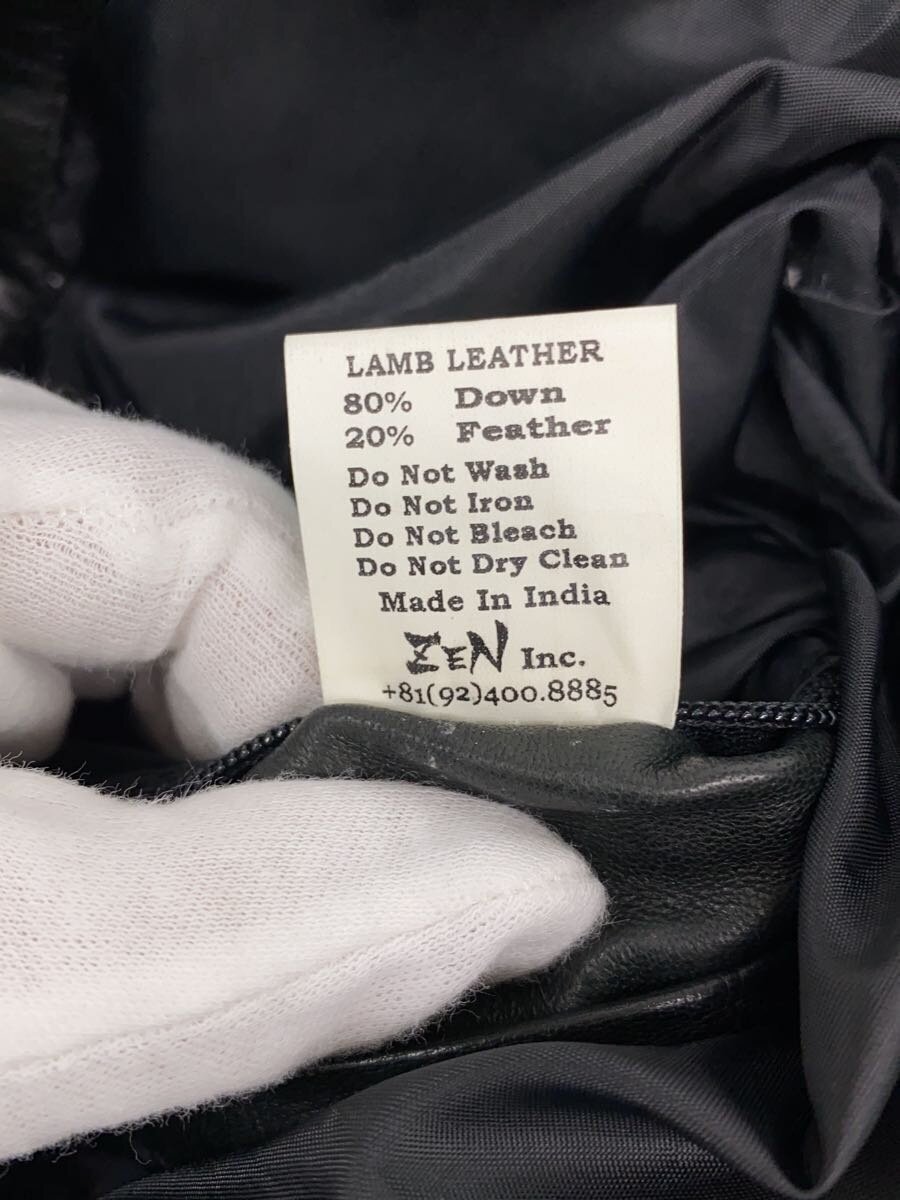 LAMB LEATHER
80% Down
20% Feather
Do Not Wash
Do Not Iron
Do Not Bleach
Do Not Dry Clean
Made In India
ZEN Inc.
+81(92)400.8885